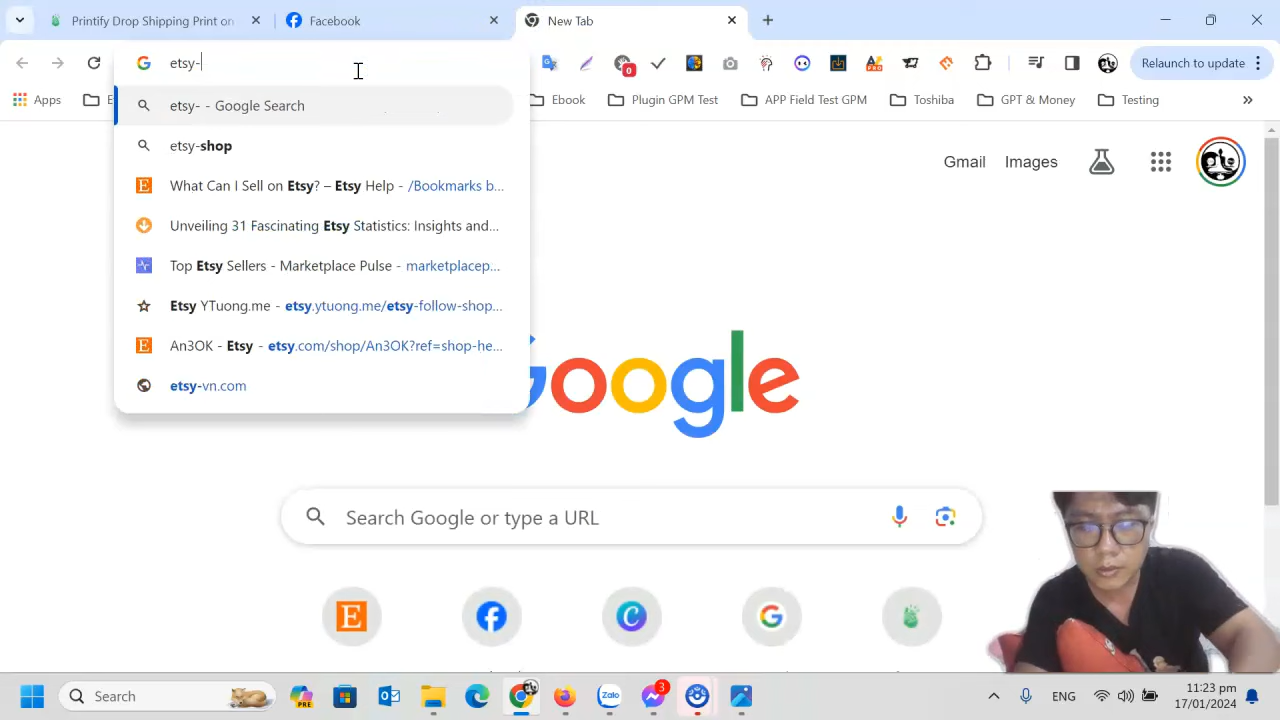 Printify Drop Shipping Print on
Facebook
New Tab
etsy-
0
Relaunch to update
Apps
E
Ebook
Plugin GPM Test
APP Field Test GPM
Toshiba
GPT & Money
Testing
etsy- - Google Search
etsy-shop
What Can I Sell on Etsy? – Etsy Help - /Bookmarks b...
Unveiling 31 Fascinating Etsy Statistics: Insights and...
Top Etsy Sellers - Marketplace Pulse - marketplacep...
Etsy YTuong.me - etsy.ytuong.me/etsy-follow-shop...
An3OK - Etsy - etsy.com/shop/An3OK?ref=shop-he...
etsy-vn.com
Gmail
Images
Google
Search Google or type a URL
E
Search
PRE
Zalo
3
ENG
11:23 pm
17/01/2024